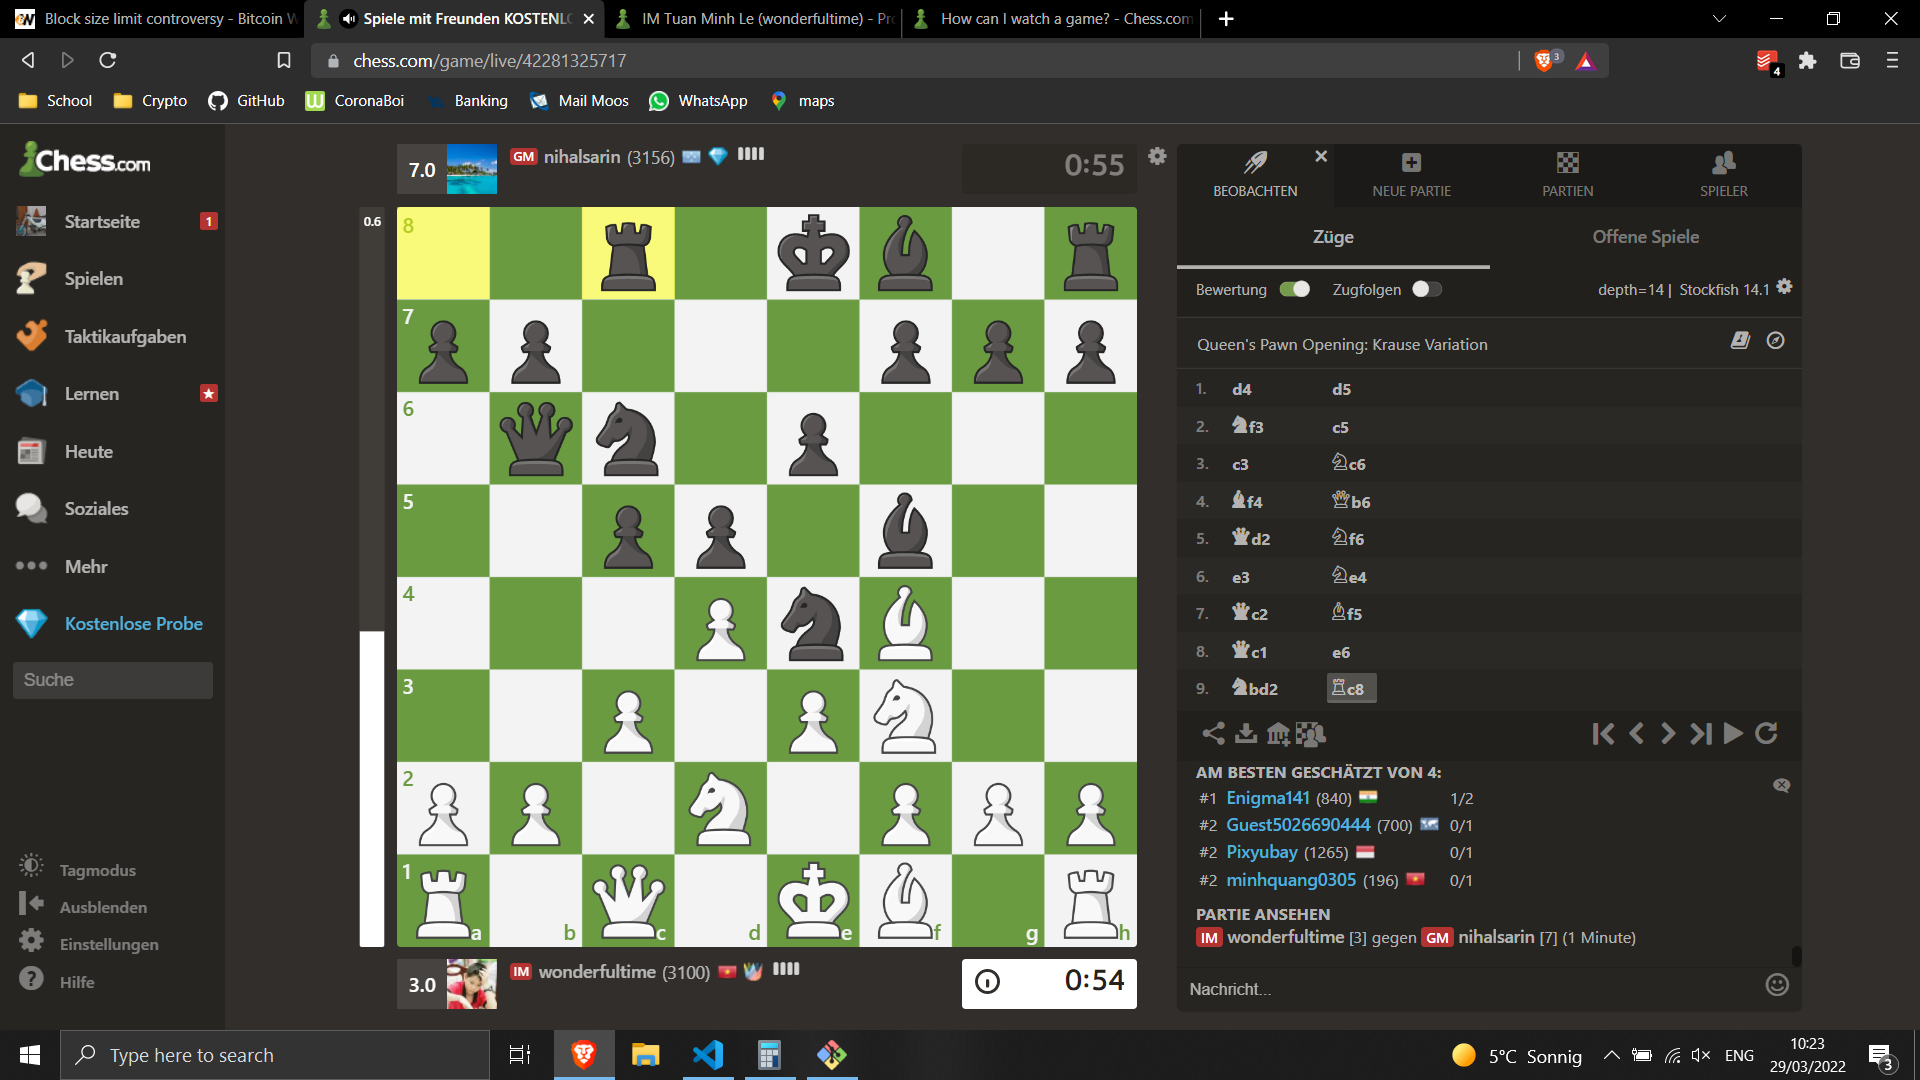 Block size limit controversy - Bitcoin W
Spiele mit Freunden KOSTENLO
IM Tuan Minh Le (wonderfultime) - Pro
How can I watch a game? - Chess.com
chess.com/game/live/42281325717
3
4
School
Crypto
GitHub
CoronaBoi
Banking
Mail Moos
WhatsApp
maps
Chess.com
Startseite
1
Spielen
Taktikaufgaben
Lernen
Heute
Soziales
Mehr
Kostenlose Probe
Suche
Tagmodus
Ausblenden
Einstellungen
Hilfe
7.0
GM nihalsarin (3156)
0:55
0.6
8
7
6
5
4
3
2
1
a b c d e f g h
3.0
IM wonderfultime (3100)
0:54
BEOBACHTEN
NEUE PARTIE
PARTIEN
SPIELER
Züge
Offene Spiele
Bewertung
Zugfolgen
depth=14 | Stockfish 14.1
Queen's Pawn Opening: Krause Variation
1. d4 d5
2. f3 c5
3. c3 c6
4. f4 b6
5. d2 f6
6. e3 e4
7. c2 f5
8. c1 e6
9. bd2 c8
AM BESTEN GESCHÄTZT VON 4:
#1 Enigma141 (840) 1/2
#2 Guest5026690444 (700) 0/1
#2 Pixyubay (1265) 0/1
#2 minhquang0305 (196) 0/1
PARTIE ANSEHEN
IM wonderfultime [3] gegen GM nihalsarin [7] (1 Minute)
Nachricht...
Type here to search
5°C Sonnig
ENG
10:23
29/03/2022
3